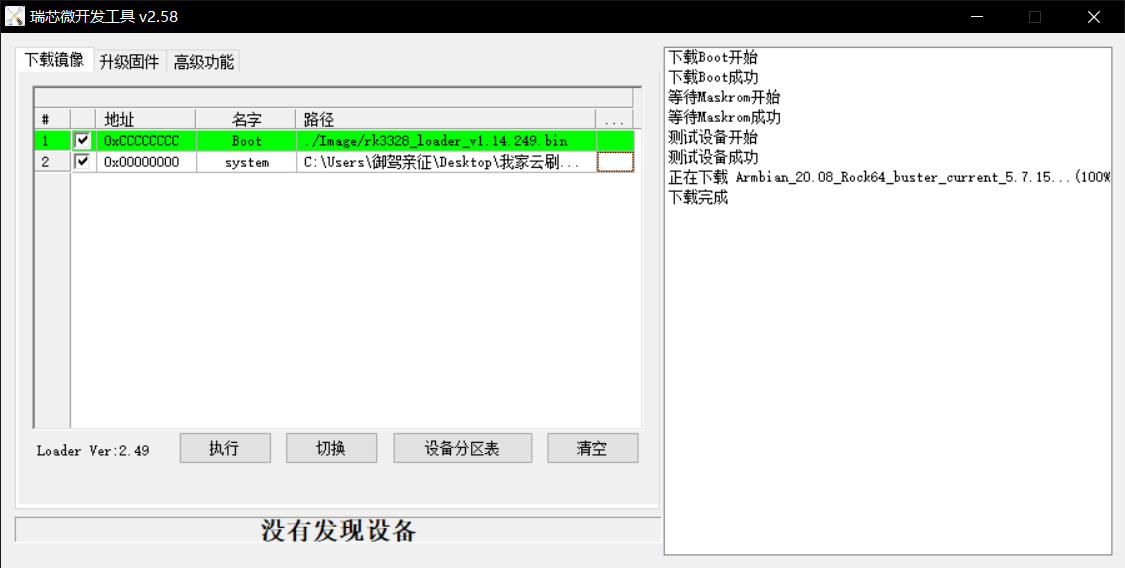 瑞芯微开发工具 v2.58
下载镜像 升级固件 高级功能
# 地址 名字 路径 ...
1 0xCCCCCCCC Boot ./Image/rk3328_loader_v1.14.249.bin
2 0x00000000 system C:\Users\御驾亲征\Desktop\我家云刷...
Loader Ver:2.49 执行 切换 设备分区表 清空
没有发现设备
下载Boot开始
下载Boot成功
等待Maskrom开始
等待Maskrom成功
测试设备开始
测试设备成功
正在下载 Armbian_20.08_Rock64_buster_current_5.7.15...(100%
下载完成